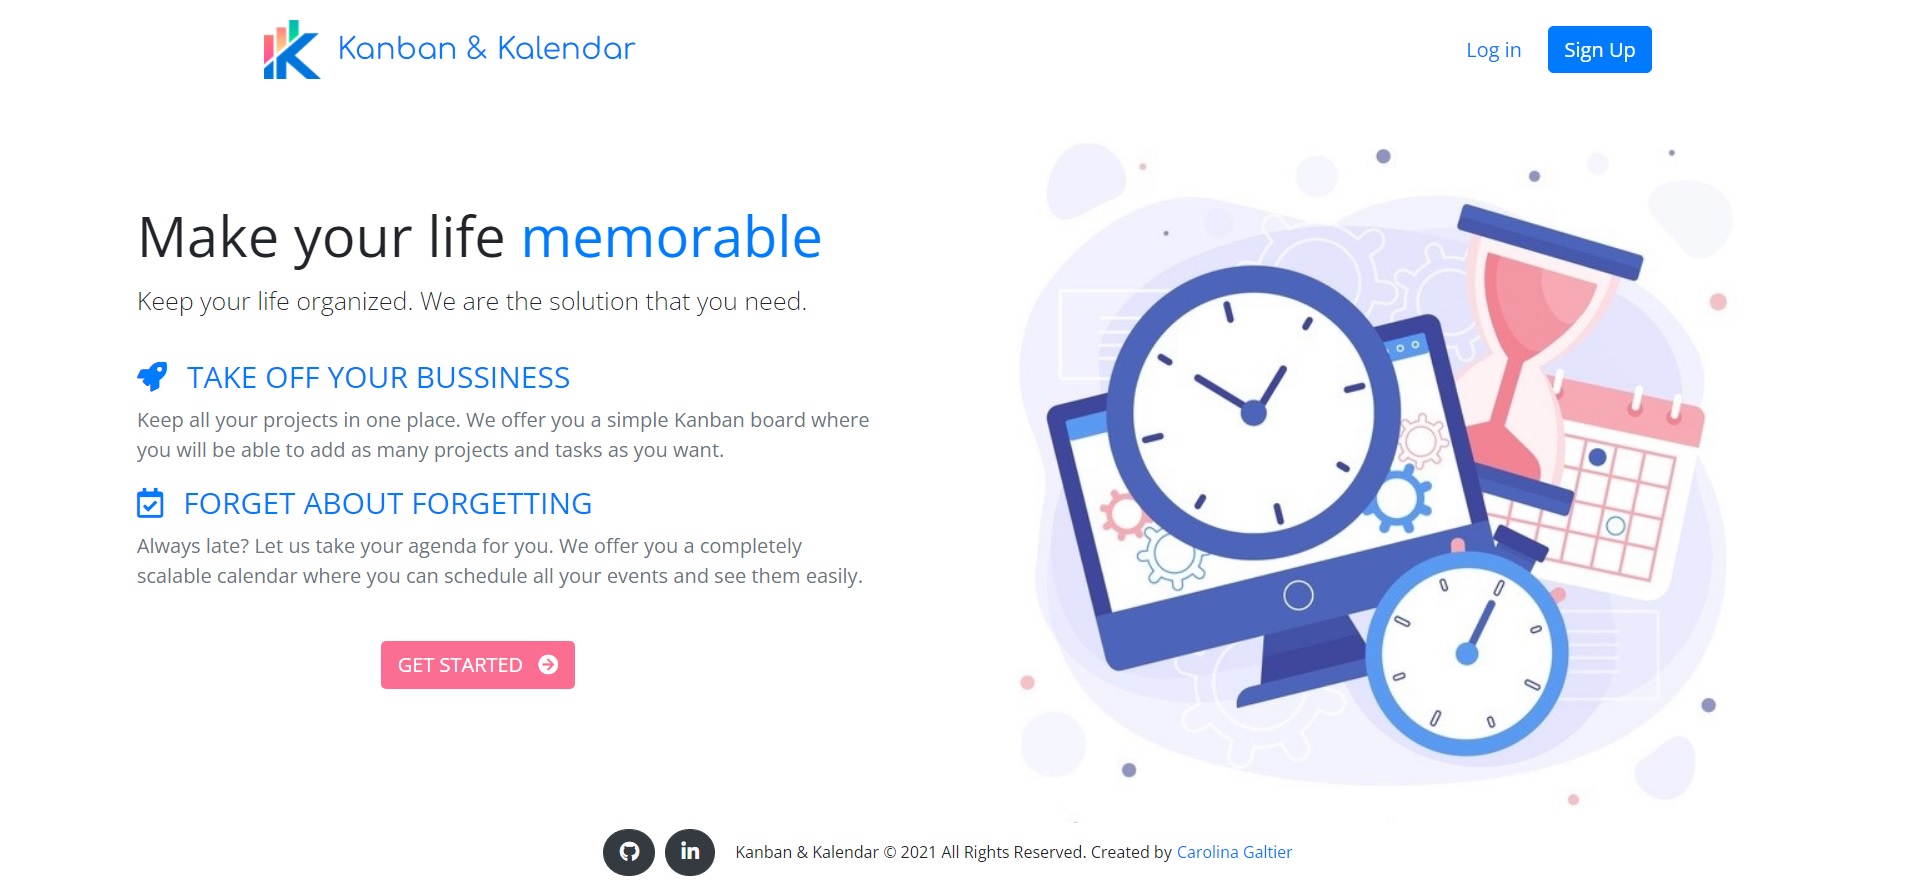 Kanban & Kalendar
Log in
Sign Up
Make your life memorable
Keep your life organized. We are the solution that you need.
TAKE OFF YOUR BUSSINESS
Keep all your projects in one place. We offer you a simple Kanban board where
you will be able to add as many projects and tasks as you want.
FORGET ABOUT FORGETTING
Always late? Let us take your agenda for you. We offer you a completely
scalable calendar where you can schedule all your events and see them easily.
GET STARTED
in
Kanban & Kalendar © 2021 All Rights Reserved. Created by Carolina Galtier